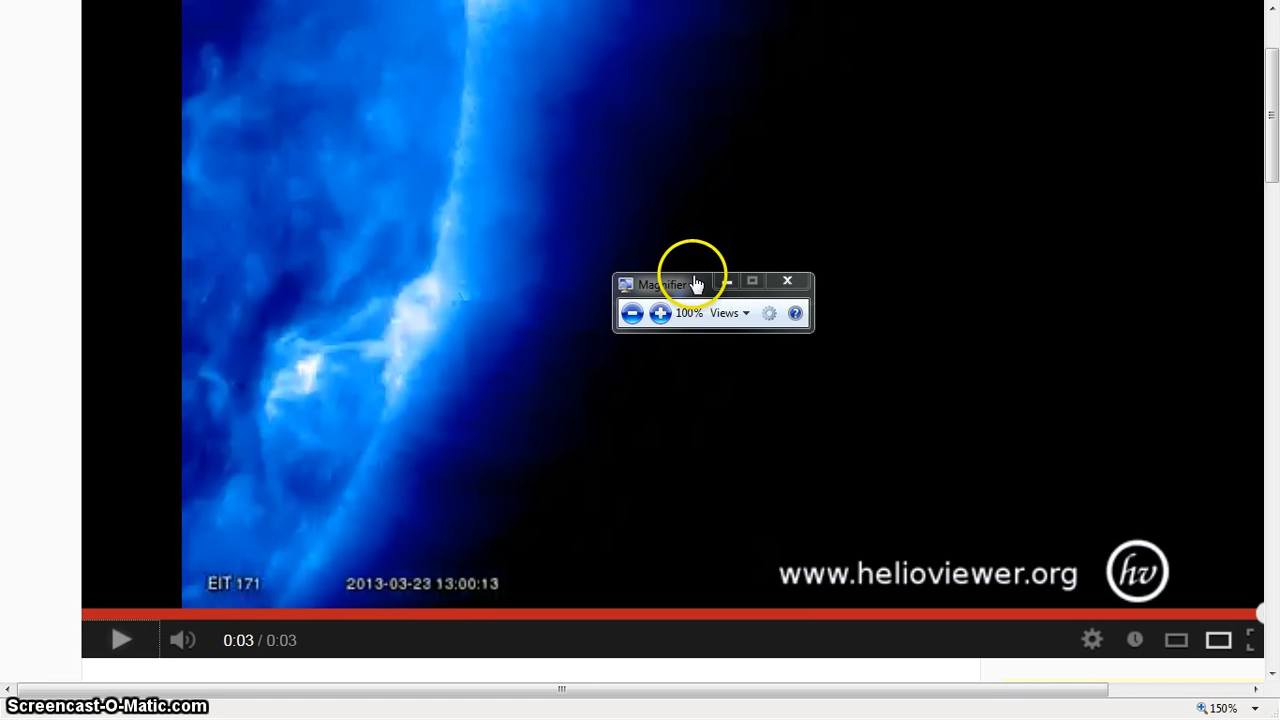 Magnifier
100% Views
EIT 171
2013-03-23 13:00:13
www.helioviewer.org
hv
0:03 / 0:03
Screencast-O-Matic.com
150%